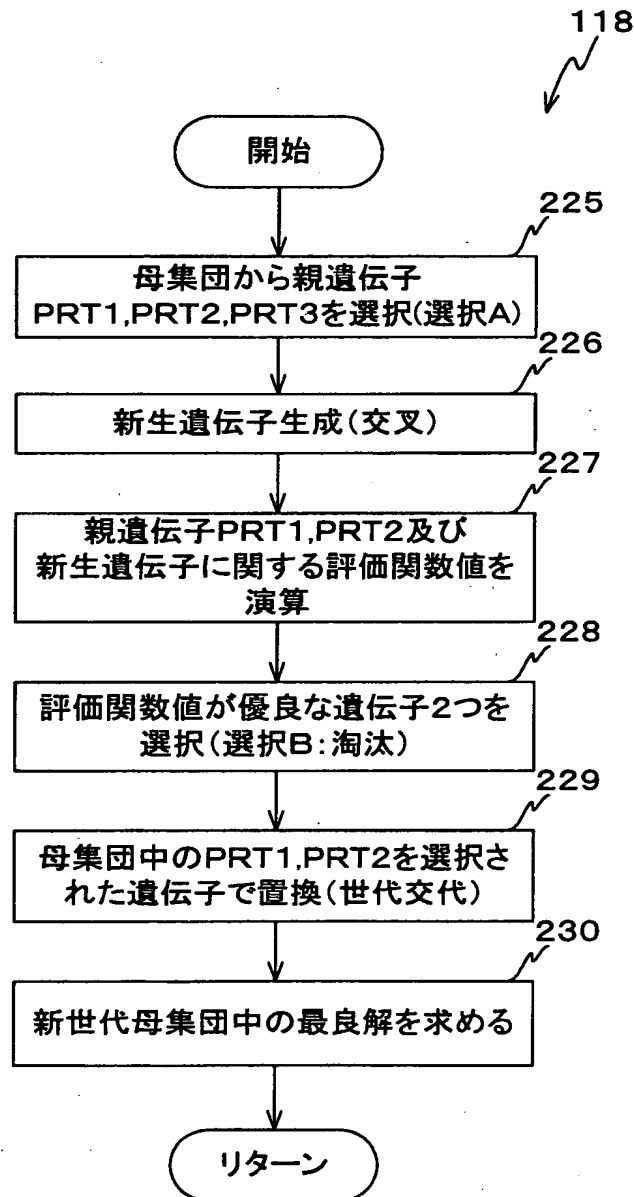 118
開始
225
母集団から親遺伝子
PRT1,PRT2,PRT3を選択(選択A)
226
新生遺伝子生成(交叉)
227
親遺伝子PRT1,PRT2及び
新生遺伝子に関する評価関数値を
演算
228
評価関数値が優良な遺伝子2つを
選択(選択B:淘汰)
229
母集団中のPRT1,PRT2を選択さ
れた遺伝子で置換(世代交代)
230
新世代母集団中の最良解を求める
リターン